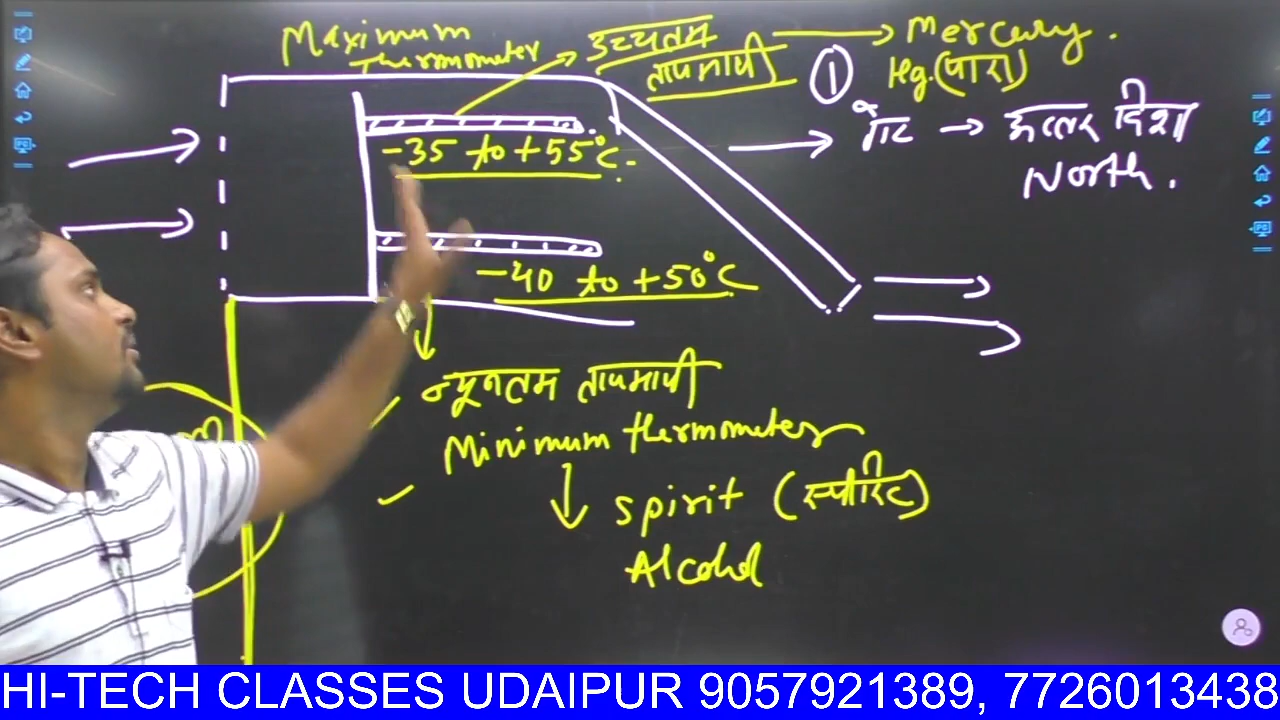 Maximum
Thermometer → उच्चतम → Mercury.
तापमापी Hg. (पारा)
①
-35 to +55°C.
→ गेट → उत्तर दिशा
North.
-40 to +50°C
न्यूनतम तापमापी
Minimum thermometer
↓ spirit (स्पीरिट)
Alcohol
HI-TECH CLASSES UDAIPUR 9057921389, 7726013438